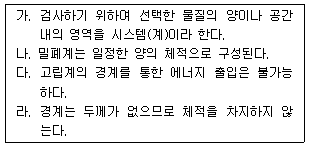 가. 검사하기 위하여 선택한 물질의 양이나 공간
내의 영역을 시스템(계)이라 한다.
나. 밀폐계는 일정한 양의 체적으로 구성된다.
다. 고립계의 경계를 통한 에너지 출입은 불가능
하다.
라. 경계는 두께가 없으므로 체적을 차지하지 않
는다.